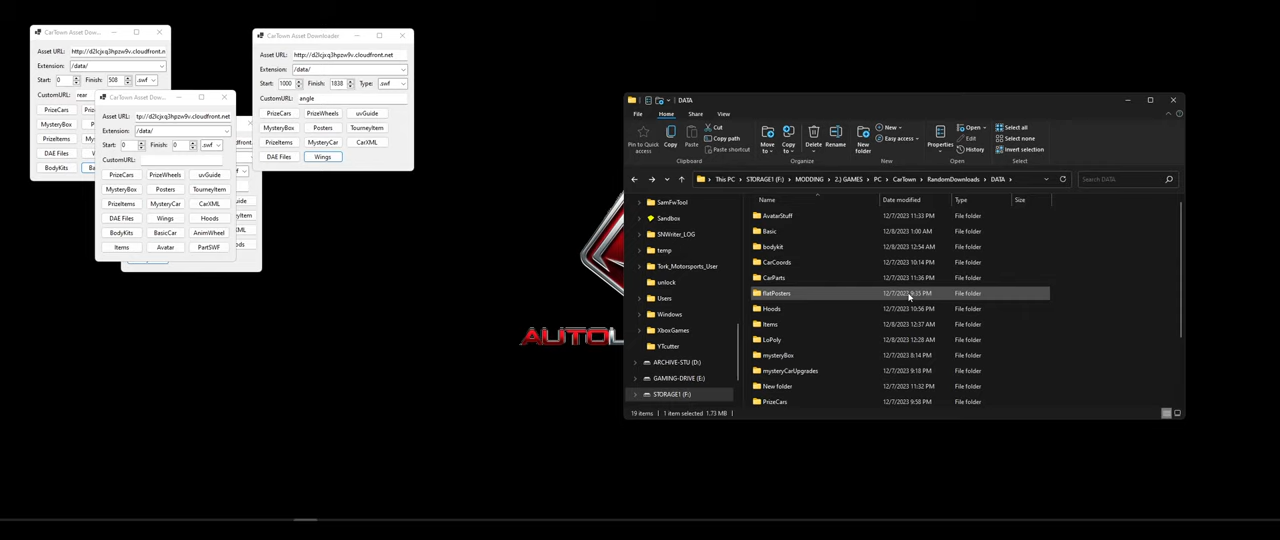 CarTown Asset Dow...
Asset URL: http://d2lcjxq3hpzw9v.cloudfront.n
Extension: /data/
Start: 0 Finish: 508 .swf
CustomURL: rear
PrizeCars
MysteryBox
PrizeItems
DAE Files
BodyKits
CarTown Asset Dow...
Asset URL: tp://d2lcjxq3hpzw9v.cloudfront.net
Extension: /data/
Start: 0 Finish: 0 .swf
CustomURL:
PrizeCars PrizeWheels uvGuide
MysteryBox Posters TourneyItem
PrizeItems MysteryCar CarXML
DAE Files Wings Hoods
BodyKits BasicCar AnimWheel
Items Avatar PartSWF
CarTown Asset Downloader
Asset URL: http://d2lcjxq3hpzw9v.cloudfront.net
Extension: /data/
Start: 1000 Finish: 1838 Type: .swf
CustomURL: angle
PrizeCars PrizeWheels uvGuide
MysteryBox Posters TourneyItem
PrizeItems MysteryCar CarXML
DAE Files Wings
DATA
File Home Share View
Pin to Quick access
Copy
Paste
Cut
Copy path
Paste shortcut
Clipboard
Move to
Copy to
Delete
Rename
Organize
New folder
New
Easy access
New
Properties
Open
Edit
History
Open
Select all
Select none
Invert selection
Select
This PC > STORAGE1 (F:) > MODDING > 2.) GAMES > PC > CarTown > RandomDownloads > DATA >
Search DATA
SamFwTool
Sandbox
SNWriter_LOG
temp
Tork_Motorsports_User
unlock
Users
Windows
XboxGames
YTcutter
ARCHIVE-STU (D:)
GAMING-DRIVE (E:)
STORAGE1 (F:)
Name Date modified Type Size
AvatarStuff 12/7/2023 11:33 PM File folder
Basic 12/8/2023 1:00 AM File folder
bodykit 12/8/2023 12:54 AM File folder
CarCoords 12/7/2023 10:14 PM File folder
CarParts 12/7/2023 11:36 PM File folder
flatPosters 12/7/2023 9:35 PM File folder
Hoods 12/7/2023 10:56 PM File folder
Items 12/8/2023 12:37 AM File folder
LoPoly 12/8/2023 12:28 AM File folder
mysteryBox 12/7/2023 8:14 PM File folder
mysteryCarUpgrades 12/7/2023 9:18 PM File folder
New folder 12/7/2023 11:32 PM File folder
PrizeCars 12/7/2023 9:58 PM File folder
19 items 1 item selected 1.73 MB